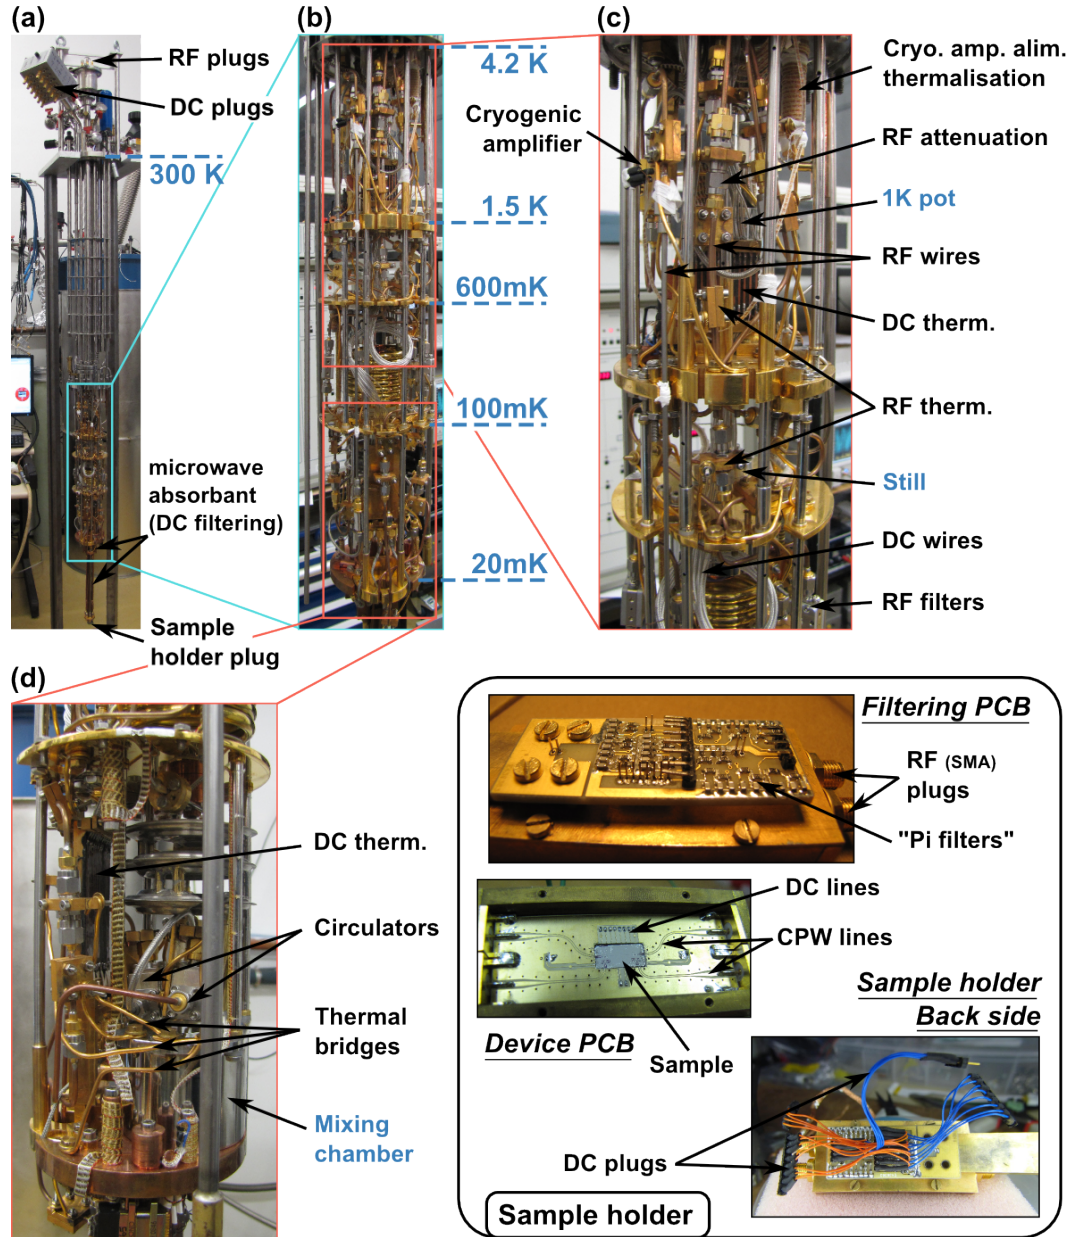 (a)
RF plugs
DC plugs
300 K
microwave
absorbant
(DC filtering)
Sample
holder plug
(b)
4.2 K
Cryogenic
amplifier
1.5 K
600mK
100mK
20mK
(c)
Cryo. amp. alim.
thermalisation
RF attenuation
1K pot
RF wires
DC therm.
RF therm.
Still
DC wires
RF filters
(d)
DC therm.
Circulators
Thermal
bridges
Mixing
chamber
Filtering PCB
RF (SMA)
plugs
"Pi filters"
DC lines
CPW lines
Device PCB
Sample
Sample holder
Back side
DC plugs
Sample holder